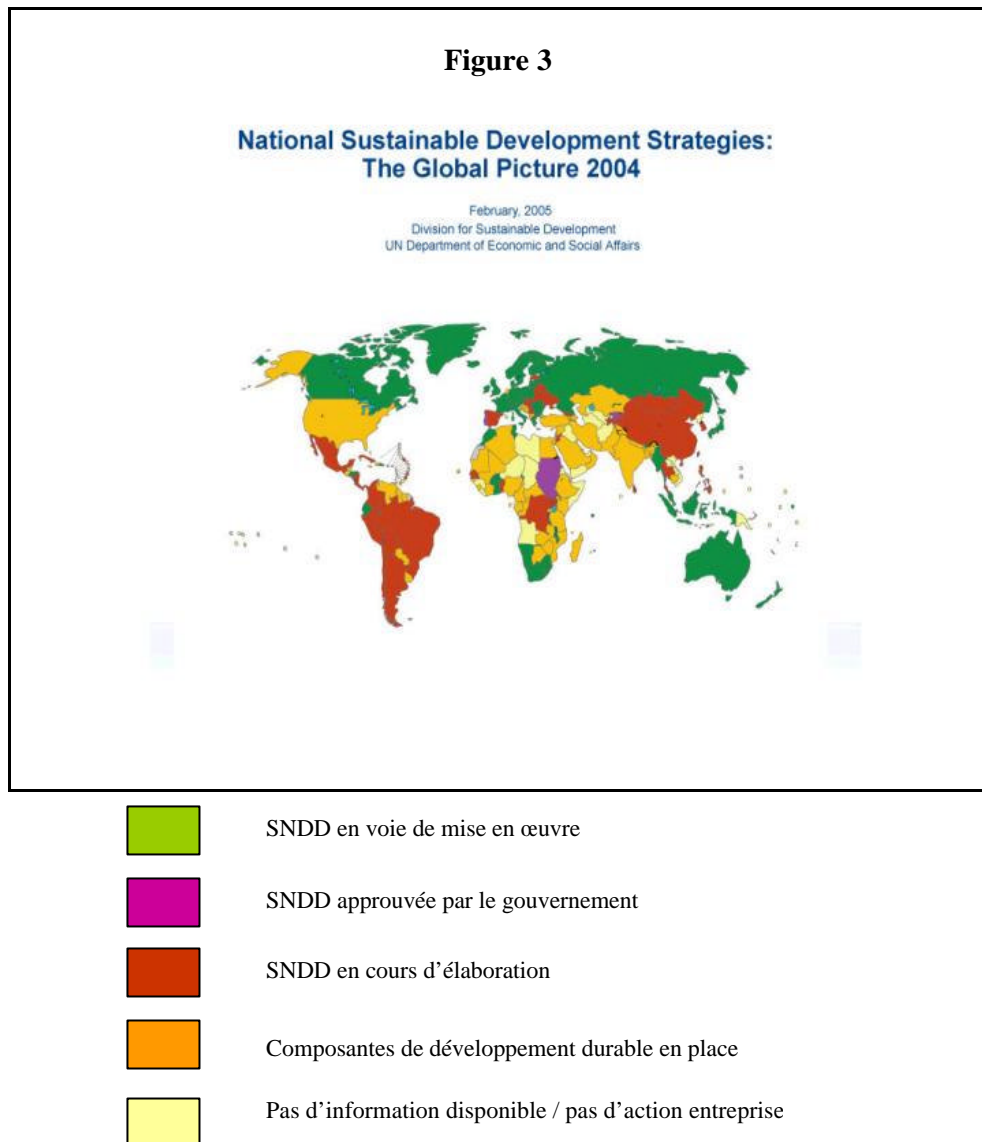 Figure 3
National Sustainable Development Strategies:
The Global Picture 2004
February, 2005
Division for Sustainable Development
UN Department of Economic and Social Affairs
SNDD en voie de mise en œuvre
SNDD approuvée par le gouvernement
SNDD en cours d’élaboration
Composantes de développement durable en place
Pas d’information disponible / pas d’action entreprise